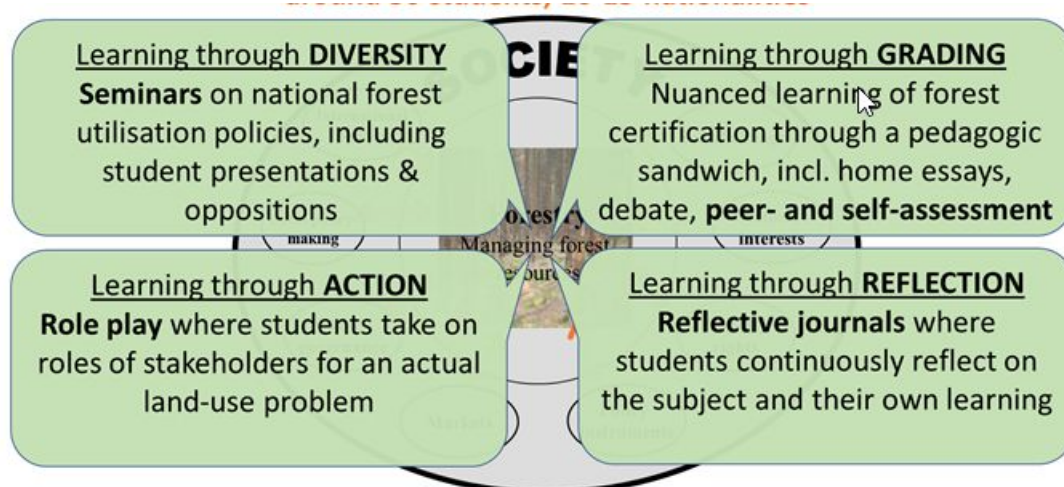 Learning through DIVERSITY
Seminars on national forest
utilisation policies, including
student presentations &
oppositions
Learning through GRADING
Nuanced learning of forest
certification through a pedagogic
sandwich, incl. home essays,
debate, peer- and self-assessment
making
Managing forest
interests
Learning through ACTION
Role play where students take on
roles of stakeholders for an actual
land-use problem
Learning through REFLECTION
Reflective journals where
students continuously reflect on
the subject and their own learning